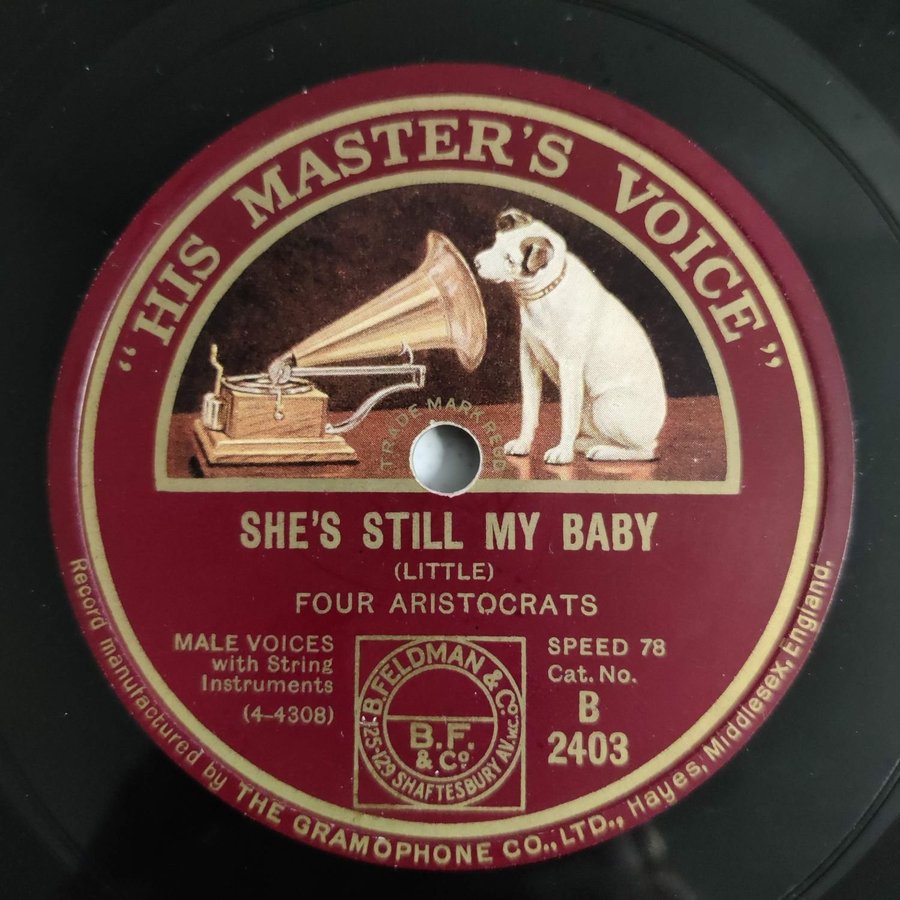 "HIS MASTER'S VOICE"
TRADE MARK REGD
SHE'S STILL MY BABY
(LITTLE)
FOUR ARISTOCRATS
MALE VOICES
with String
Instruments
(4-4308)
B. FELDMAN & Co
125-129 SHAFTESBURY AV. W.C.2
B.F.
& Co
SPEED 78
Cat. No.
B
2403
Record manufactured by THE GRAMOPHONE CO., LTD., Hayes, Middlesex, England.